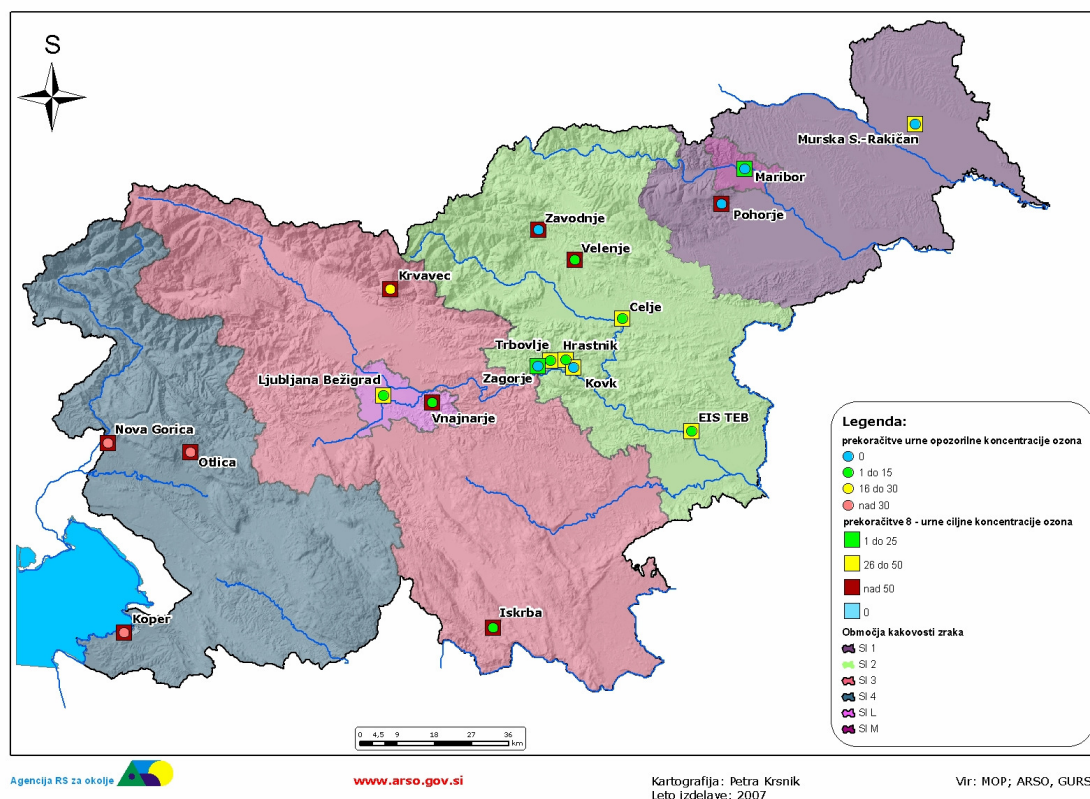 S
Murska S.-Rakičan
Maribor
Pohorje
Zavodnje
Velenje
Krvavec
Celje
Trbovlje
Hrastnik
Zagorje
Kovk
Ljubljana Bežigrad
Vnajnarje
EIS TEB
Nova Gorica
Otlica
Koper
Iskrba
Legenda:
prekoračitve urne opozorilne koncentracije ozona
0
1 do 15
16 do 30
nad 30
prekoračitve 8 - urne ciljne koncentracije ozona
1 do 25
26 do 50
nad 50
0
Območja kakovosti zraka
SI 1
SI 2
SI 3
SI 4
SI L
SI M
0 4,5 9 18 27 36
km
Agencija RS za okolje
www.arso.gov.si
Kartografija: Petra Krsnik
Leto izdelave: 2007
Vir: MOP; ARSO, GURS